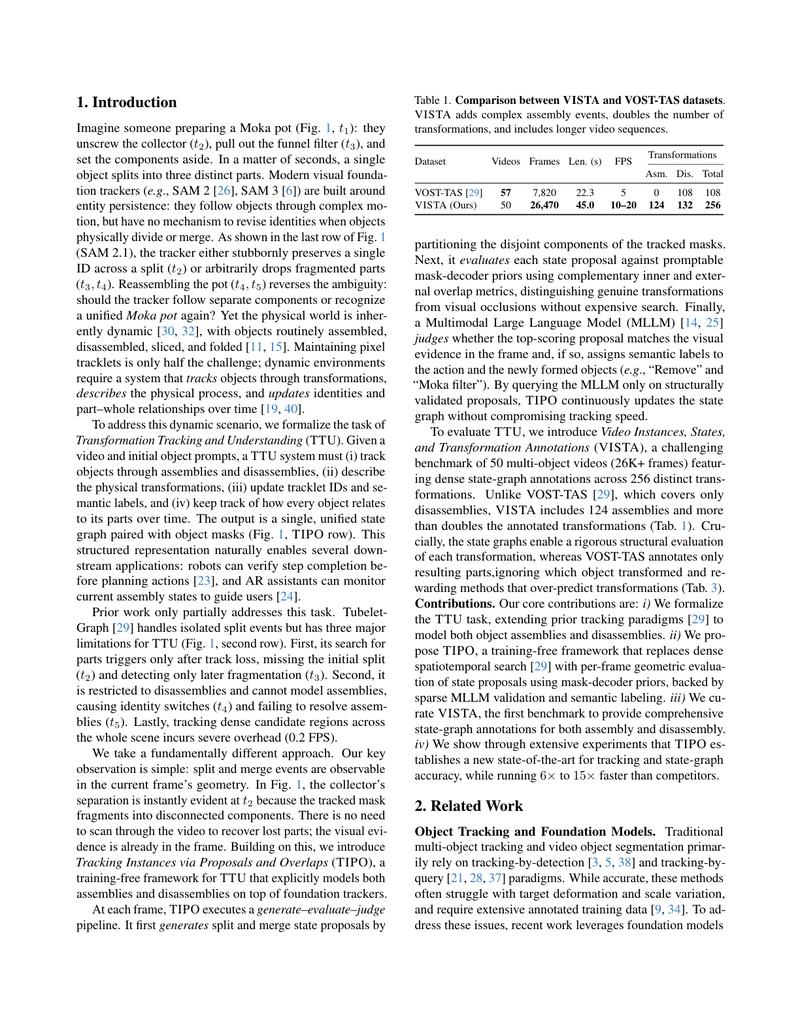 1. Introduction
Imagine someone preparing a Moka pot (Fig. 1, t1): they
unscrew the collector (t2), pull out the funnel filter (t3), and
set the components aside. In a matter of seconds, a single
object splits into three distinct parts. Modern visual founda-
tion trackers (e.g., SAM 2 [26], SAM 3 [6]) are built around
entity persistence: they follow objects through complex mo-
tion, but have no mechanism to revise identities when objects
physically divide or merge. As shown in the last row of Fig. 1
(SAM 2.1), the tracker either stubbornly preserves a single
ID across a split (t2) or arbitrarily drops fragmented parts
(t3, t4). Reassembling the pot (t4, t5) reverses the ambiguity:
should the tracker follow separate components or recognize
a unified Moka pot again? Yet the physical world is inher-
ently dynamic [30, 32], with objects routinely assembled,
disassembled, sliced, and folded [11, 15]. Maintaining pixel
tracklets is only half the challenge; dynamic environments
require a system that tracks objects through transformations,
describes the physical process, and updates identities and
part–whole relationships over time [19, 40].
To address this dynamic scenario, we formalize the task of
Transformation Tracking and Understanding (TTU). Given a
video and initial object prompts, a TTU system must (i) track
objects through assemblies and disassemblies, (ii) describe
the physical transformations, (iii) update tracklet IDs and se-
mantic labels, and (iv) keep track of how every object relates
to its parts over time. The output is a single, unified state
graph paired with object masks (Fig. 1, TIPO row). This
structured representation naturally enables several down-
stream applications: robots can verify step completion be-
fore planning actions [23], and AR assistants can monitor
current assembly states to guide users [24].
Prior work only partially addresses this task. Tubelet-
Graph [29] handles isolated split events but has three major
limitations for TTU (Fig. 1, second row). First, its search for
parts triggers only after track loss, missing the initial split
(t2) and detecting only later fragmentation (t3). Second, it
is restricted to disassemblies and cannot model assemblies,
causing identity switches (t4) and failing to resolve assem-
blies (t5). Lastly, tracking dense candidate regions across
the whole scene incurs severe overhead (0.2 FPS).
We take a fundamentally different approach. Our key
observation is simple: split and merge events are observable
in the current frame's geometry. In Fig. 1, the collector's
separation is instantly evident at t2 because the tracked mask
fragments into disconnected components. There is no need
to scan through the video to recover lost parts; the visual evi-
dence is already in the frame. Building on this, we introduce
Tracking Instances via Proposals and Overlaps (TIPO), a
training-free framework for TTU that explicitly models both
assemblies and disassemblies on top of foundation trackers.
At each frame, TIPO executes a generate–evaluate–judge
pipeline. It first generates split and merge state proposals by
Table 1. Comparison between VISTA and VOST-TAS datasets.
VISTA adds complex assembly events, doubles the number of
transformations, and includes longer video sequences.
Dataset Videos Frames Len. (s) FPS Transformations
Asm. Dis. Total
VOST-TAS [29] 57 7,820 22.3 5 0 108 108
VISTA (Ours) 50 26,470 45.0 10–20 124 132 256
partitioning the disjoint components of the tracked masks.
Next, it evaluates each state proposal against promptable
mask-decoder priors using complementary inner and exter-
nal overlap metrics, distinguishing genuine transformations
from visual occlusions without expensive search. Finally,
a Multimodal Large Language Model (MLLM) [14, 25]
judges whether the top-scoring proposal matches the visual
evidence in the frame and, if so, assigns semantic labels to
the action and the newly formed objects (e.g., “Remove” and
“Moka filter”). By querying the MLLM only on structurally
validated proposals, TIPO continuously updates the state
graph without compromising tracking speed.
To evaluate TTU, we introduce Video Instances, States,
and Transformation Annotations (VISTA), a challenging
benchmark of 50 multi-object videos (26K+ frames) featur-
ing dense state-graph annotations across 256 distinct trans-
formations. Unlike VOST-TAS [29], which covers only
disassemblies, VISTA includes 124 assemblies and more
than doubles the annotated transformations (Tab. 1). Cru-
cially, the state graphs enable a rigorous structural evaluation
of each transformation, whereas VOST-TAS annotates only
resulting parts,ignoring which object transformed and re-
warding methods that over-predict transformations (Tab. 3).
Contributions. Our core contributions are: i) We formalize
the TTU task, extending prior tracking paradigms [29] to
model both object assemblies and disassemblies. ii) We pro-
pose TIPO, a training-free framework that replaces dense
spatiotemporal search [29] with per-frame geometric evalua-
tion of state proposals using mask-decoder priors, backed by
sparse MLLM validation and semantic labeling. iii) We cu-
rate VISTA, the first benchmark to provide comprehensive
state-graph annotations for both assembly and disassembly.
iv) We show through extensive experiments that TIPO es-
tablishes a new state-of-the-art for tracking and state-graph
accuracy, while running 6× to 15× faster than competitors.
2. Related Work
Object Tracking and Foundation Models. Traditional
multi-object tracking and video object segmentation primar-
ily rely on tracking-by-detection [3, 5, 38] and tracking-by-
query [21, 28, 37] paradigms. While accurate, these methods
often struggle with target deformation and scale variation,
and require extensive annotated training data [9, 34]. To ad-
dress these issues, recent work leverages foundation models